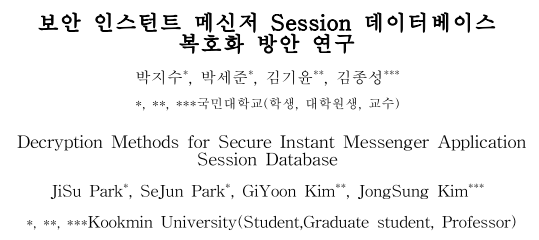 보안 인스턴트 메신저 Session 데이터베이스
복호화 방안 연구
박지수*, 박세준*, 김기윤**, 김종성***
*, **, ***국민대학교(학생, 대학원생, 교수)
Decryption Methods for Secure Instant Messenger Application
Session Database
JiSu Park*, SeJun Park*, GiYoon Kim**, JongSung Kim***
*, **, ***Kookmin University(Student,Graduate student, Professor)